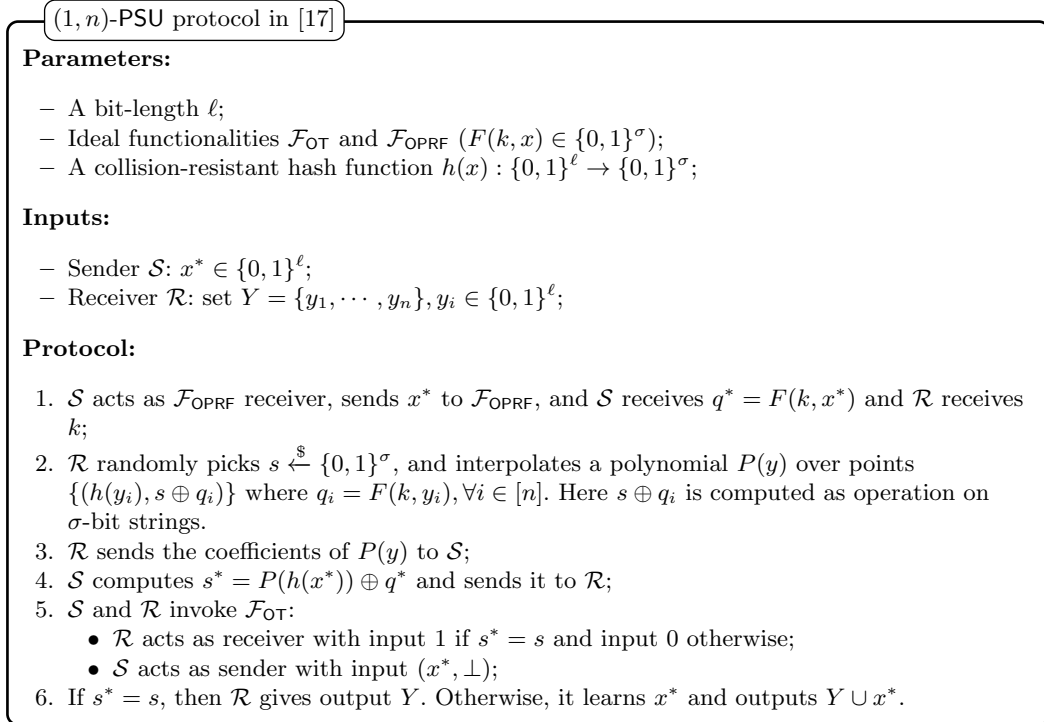 (1, n)-PSU protocol in [17]
Parameters:
– A bit-length ℓ;
– Ideal functionalities 𝓕_OT and 𝓕_OPRF (F(k, x) ∈ {0, 1}^σ);
– A collision-resistant hash function h(x) : {0, 1}^ℓ → {0, 1}^σ;
Inputs:
– Sender 𝒮: x* ∈ {0, 1}^ℓ;
– Receiver ℛ: set Y = {y_1, ⋯ , y_n}, y_i ∈ {0, 1}^ℓ;
Protocol:
1. 𝒮 acts as 𝓕_OPRF receiver, sends x* to 𝓕_OPRF, and 𝒮 receives q* = F(k, x*) and ℛ receives
k;
2. ℛ randomly picks s ←$ {0, 1}^σ, and interpolates a polynomial P(y) over points
{(h(y_i), s ⊕ q_i)} where q_i = F(k, y_i), ∀i ∈ [n]. Here s ⊕ q_i is computed as operation on
σ-bit strings.
3. ℛ sends the coefficients of P(y) to 𝒮;
4. 𝒮 computes s* = P(h(x*)) ⊕ q* and sends it to ℛ;
5. 𝒮 and ℛ invoke 𝓕_OT:
• ℛ acts as receiver with input 1 if s* = s and input 0 otherwise;
• 𝒮 acts as sender with input (x*, ⊥);
6. If s* = s, then ℛ gives output Y. Otherwise, it learns x* and outputs Y ∪ x*.